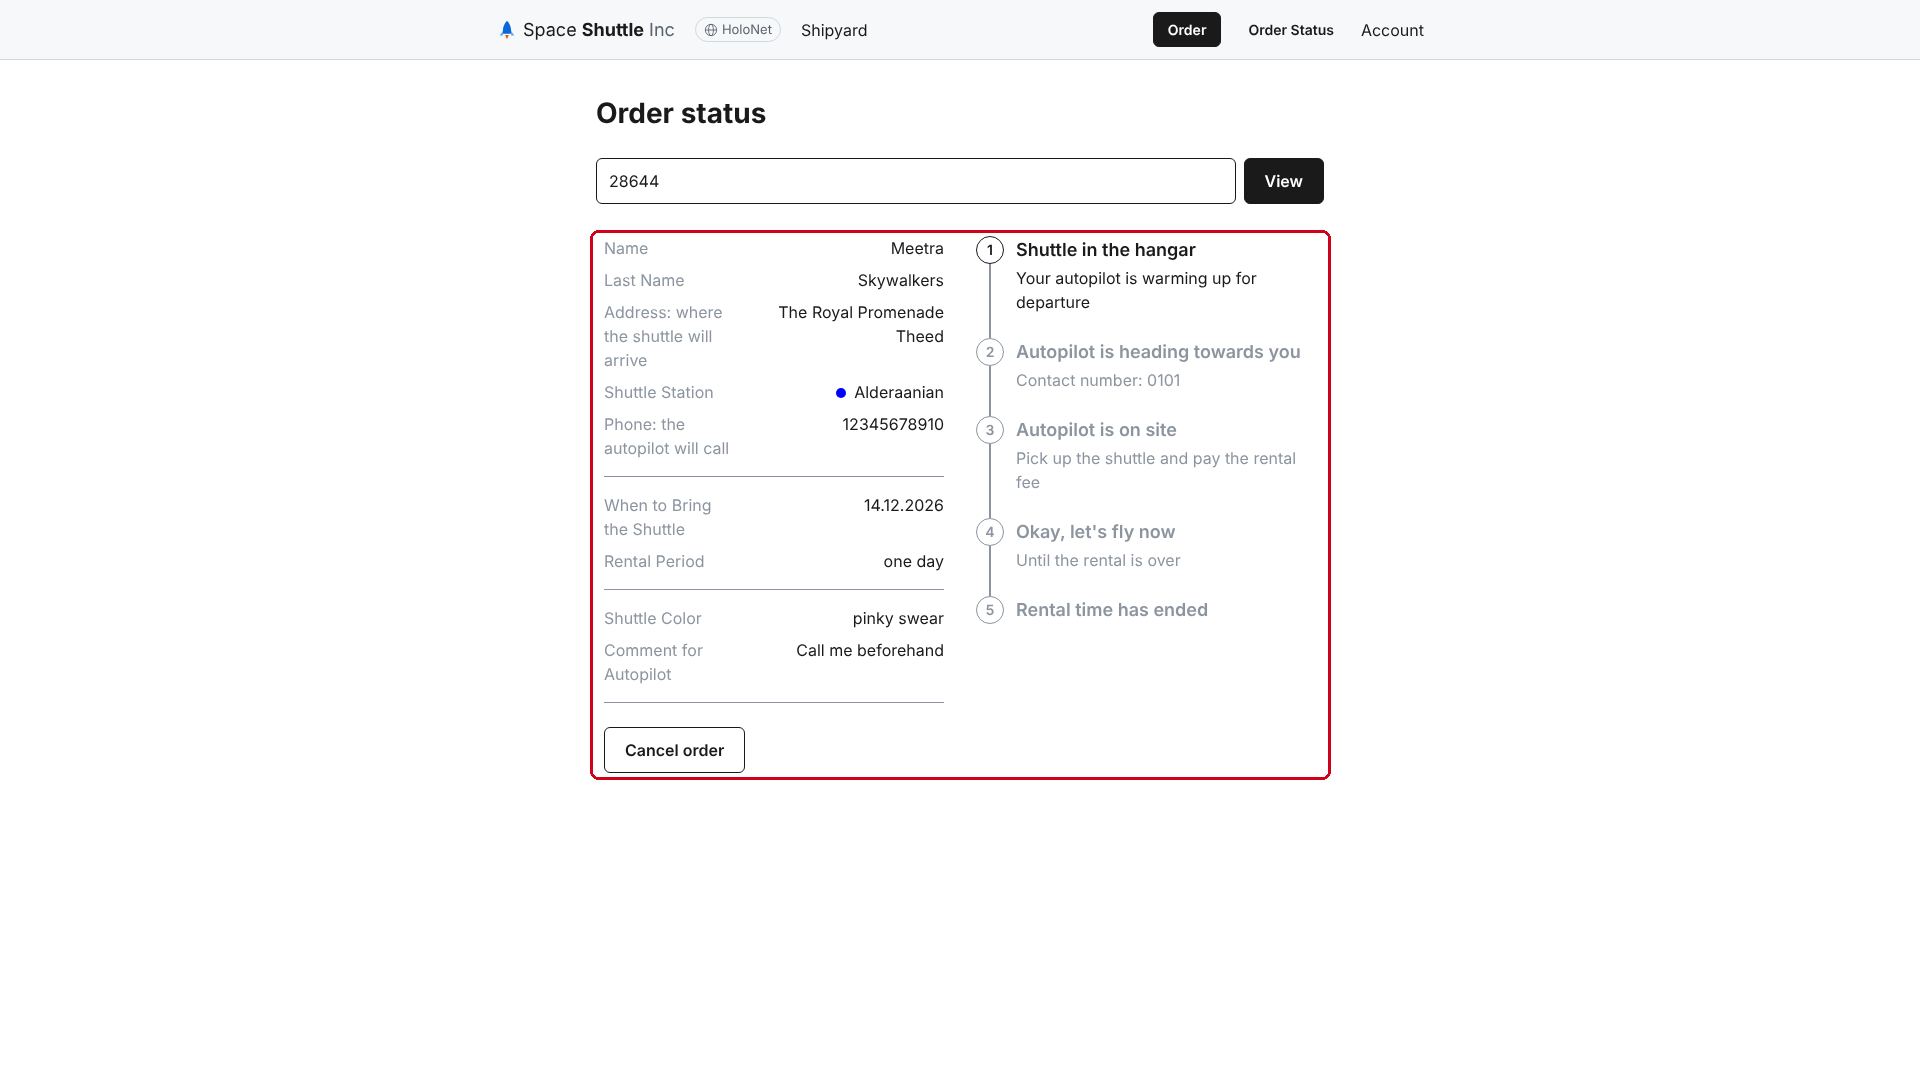 Space Shuttle Inc
HoloNet
Shipyard
Order
Order Status
Account
Order status
28644
View
Name
Meetra
Last Name
Skywalkers
Address: where
the shuttle will
arrive
The Royal Promenade
Theed
Shuttle Station
Alderaanian
Phone: the
autopilot will call
12345678910
When to Bring
the Shuttle
14.12.2026
Rental Period
one day
Shuttle Color
pinky swear
Comment for
Autopilot
Call me beforehand
Cancel order
1
Shuttle in the hangar
Your autopilot is warming up for
departure
2
Autopilot is heading towards you
Contact number: 0101
3
Autopilot is on site
Pick up the shuttle and pay the rental
fee
4
Okay, let's fly now
Until the rental is over
5
Rental time has ended